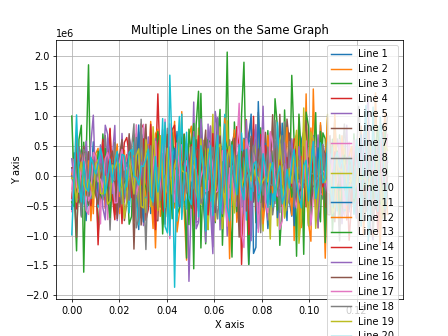 Multiple Lines on the Same Graph
1e6
2.0
1.5
1.0
0.5
0.0
−0.5
−1.0
−1.5
−2.0
Y axis
0.00
0.02
0.04
0.06
0.08
0.10
X axis
Line 1
Line 2
Line 3
Line 4
Line 5
Line 6
Line 7
Line 8
Line 9
Line 10
Line 11
Line 12
Line 13
Line 14
Line 15
Line 16
Line 17
Line 18
Line 19
Line 20